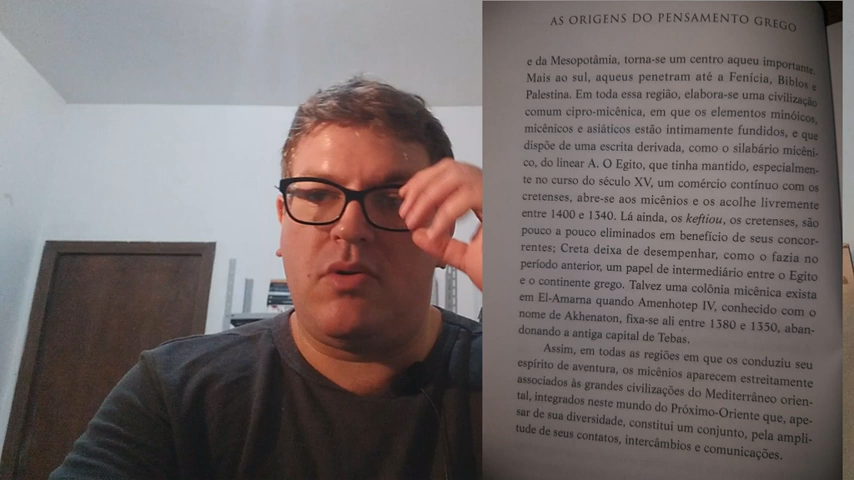 AS ORIGENS DO PENSAMENTO GREGO
e da Mesopotâmia, torna-se um centro aqueu importante.
Mais ao sul, aqueus penetram até a Fenícia, Biblos e
Palestina. Em toda essa região, elabora-se uma civilização
comum cipro-micênica, em que os elementos minóicos,
micênicos e asiáticos estão intimamente fundidos, e que
dispõe de uma escrita derivada, como o silabário micêni-
co, do linear A. O Egito, que tinha mantido, especialmen-
te no curso do século XV, um comércio contínuo com os
cretenses, abre-se aos micênios e os acolhe livremente
entre 1400 e 1340. Lá ainda, os keftiou, os cretenses, são
pouco a pouco eliminados em benefício de seus concor-
rentes; Creta deixa de desempenhar, como o fazia no
período anterior, um papel de intermediário entre o Egito
e o continente grego. Talvez uma colônia micênica exista
em El-Amarna quando Amenhotep IV, conhecido com o
nome de Akhenaton, fixa-se ali entre 1380 e 1350, aban-
donando a antiga capital de Tebas.
Assim, em todas as regiões em que os conduziu seu
espírito de aventura, os micênios aparecem estreitamente
associados às grandes civilizações do Mediterrâneo orien-
tal, integrados neste mundo do Próximo-Oriente que, ape-
sar de sua diversidade, constitui um conjunto, pela ampli-
tude de seus contatos, intercâmbios e comunicações.